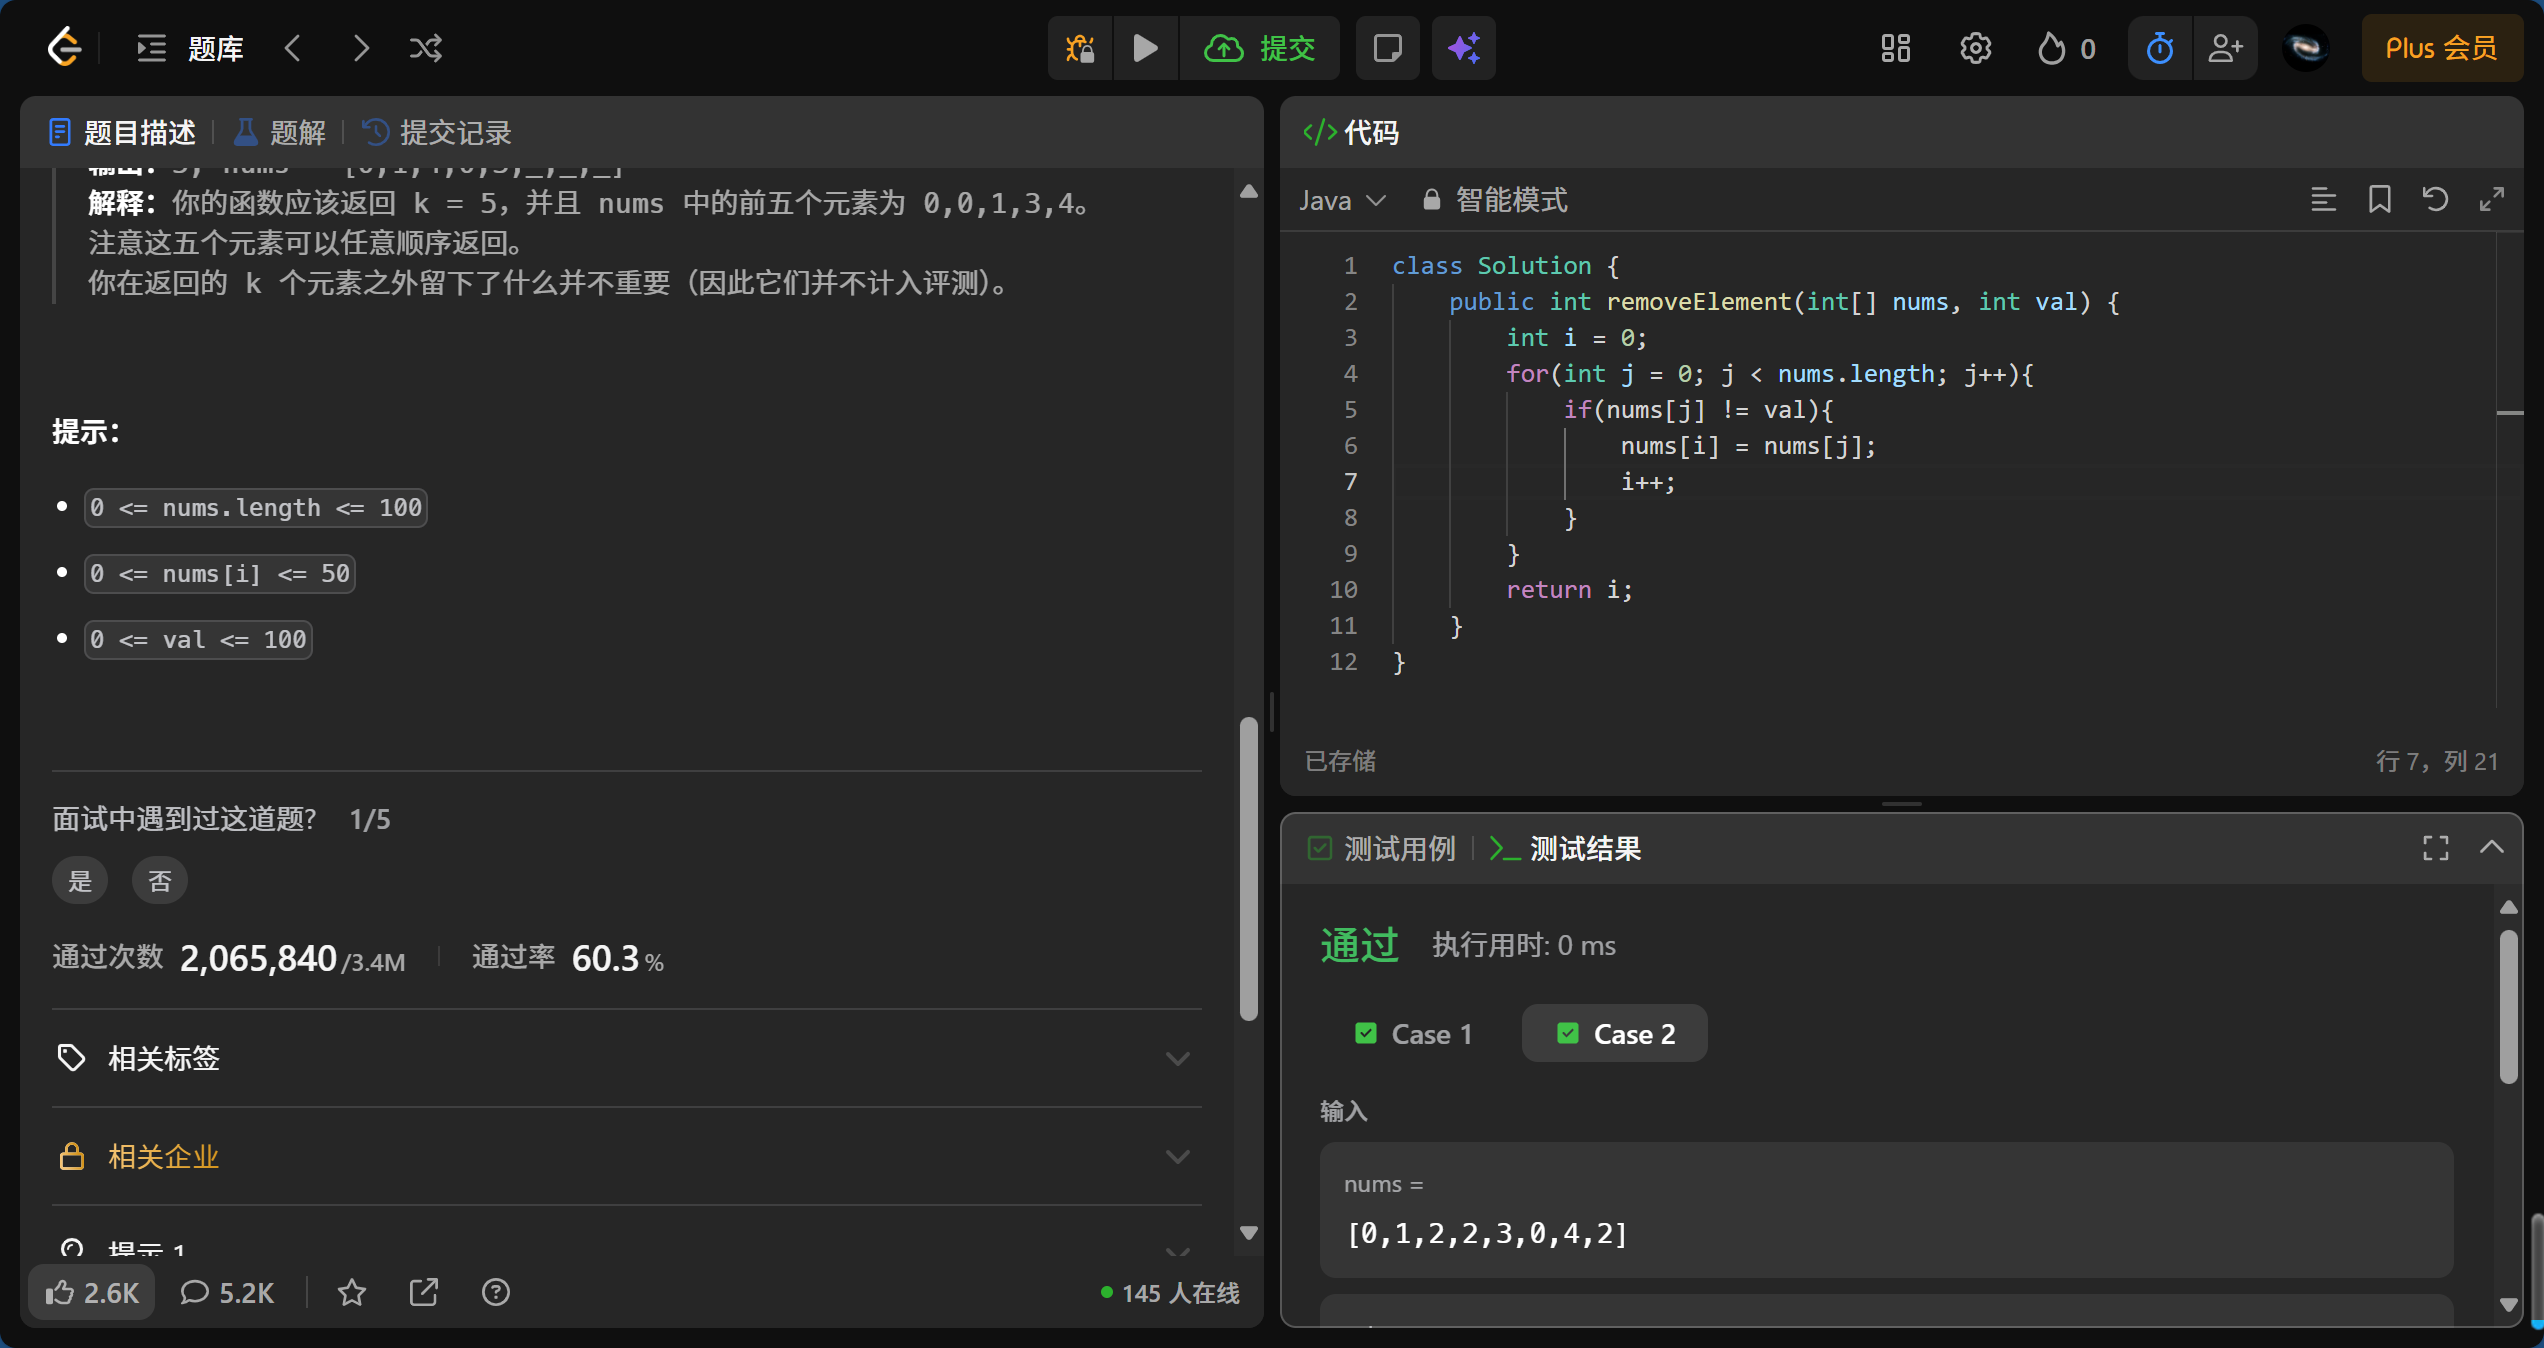 题库
提交
0
Plus 会员
题目描述
题解
提交记录
解释：你的函数应该返回 k = 5，并且 nums 中的前五个元素为 0,0,1,3,4。
注意这五个元素可以任意顺序返回。
你在返回的 k 个元素之外留下了什么并不重要（因此它们并不计入评测）。
提示：
0 <= nums.length <= 100
0 <= nums[i] <= 50
0 <= val <= 100
面试中遇到过这道题? 1/5
是
否
通过次数 2,065,840/3.4M
通过率 60.3%
相关标签
相关企业
提示 1
2.6K
5.2K
145 人在线
代码
Java
智能模式
1 class Solution {
2 public int removeElement(int[] nums, int val) {
3 int i = 0;
4 for(int j = 0; j < nums.length; j++){
5 if(nums[j] != val){
6 nums[i] = nums[j];
7 i++;
8 }
9 }
10 return i;
11 }
12 }
已存储
行 7，列 21
测试用例
测试结果
通过
执行用时: 0 ms
Case 1
Case 2
输入
nums =
[0,1,2,2,3,0,4,2]